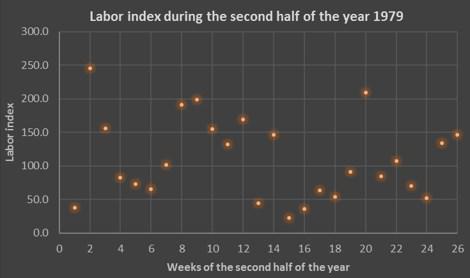 Labor index during the second half of the year 1979
300.0
250.0
200.0
150.0
100.0
50.0
0.0
Labor index
0 2 4 6 8 10 12 14 16 18 20 22 24 26
Weeks of the second half of the year